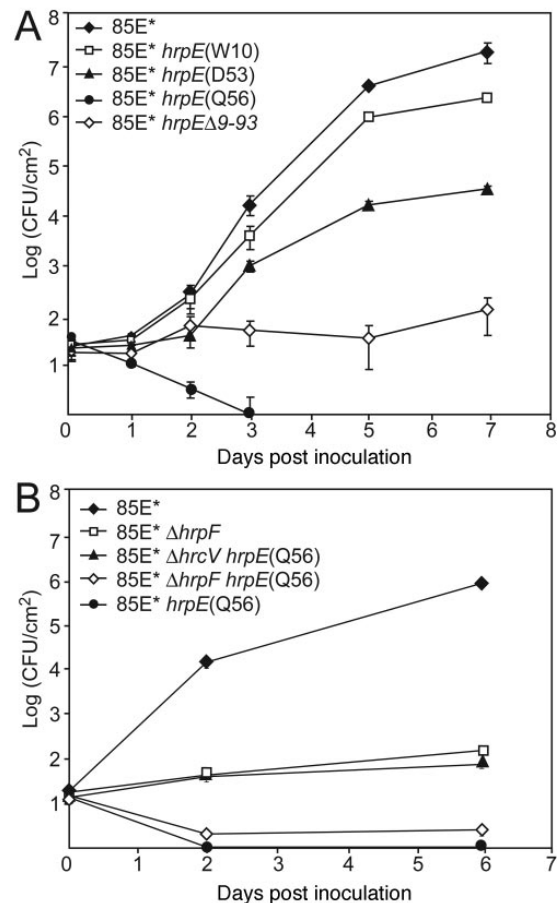 A
8
7
6
5
4
3
2
1
Log (CFU/cm²)
85E*
85E* hrpE(W10)
85E* hrpE(D53)
85E* hrpE(Q56)
85E* hrpEΔ9-93
0 1 2 3 4 5 6 7 8
Days post inoculation
B
8
7
6
5
4
3
2
1
Log (CFU/cm²)
85E*
85E* ΔhrpF
85E* ΔhrcV hrpE(Q56)
85E* ΔhrpF hrpE(Q56)
85E* hrpE(Q56)
0 1 2 3 4 5 6 7
Days post inoculation